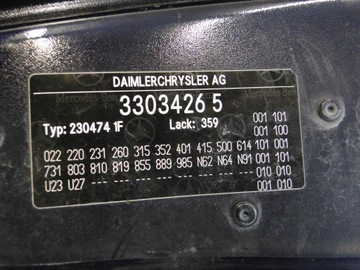 DAIMLERCHRYSLER AG
3303426 5
Typ: 230474 1F Lack: 359
001 101
001 100
022 220 231 260 315 352 401 415 500 614 101 001
731 803 810 819 855 889 985 N62 N64 N91 001 101
U23 U27 --- --- --- --- --- --- --- --- 010 010
--- --- --- --- --- --- --- --- 001 010